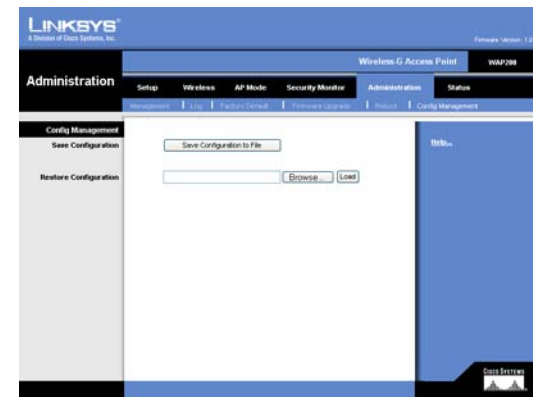 LINKSYS®
A Division of Cisco Systems, Inc.
Firmware Version: 1.0
Wireless-G Access Point WAP200
Administration
Setup Wireless AP Mode Security Monitor Administration Status
Management Log Factory Default Firmware Upgrade Reboot Config Management
Config Management
Save Configuration Save Configuration to File Help...
Restore Configuration Browse... Load
CISCO SYSTEMS